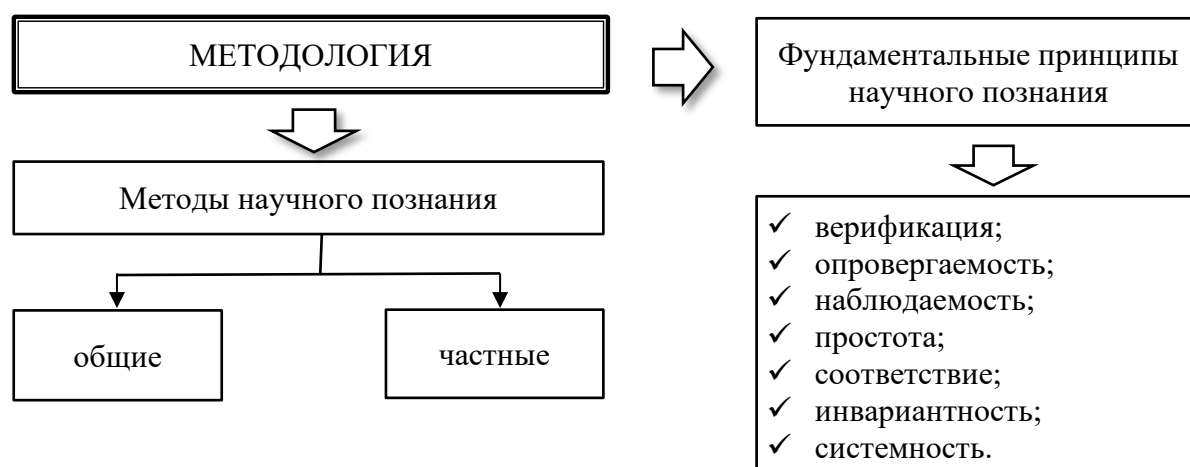 МЕТОДОЛОГИЯ
Фундаментальные принципы
научного познания
Методы научного познания
общие
частные
✓ верификация;
✓ опровергаемость;
✓ наблюдаемость;
✓ простота;
✓ соответствие;
✓ инвариантность;
✓ системность.